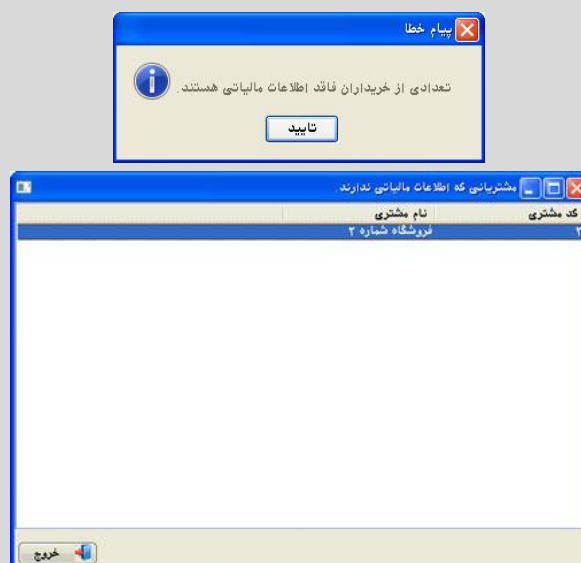 پیام خطا
تعدادی از خریداران فاقد اطلاعات مالیاتی هستند.
تایید
مشتریانی که اطلاعات مالیاتی ندارند.
کد مشتری نام مشتری
۲ فروشگاه شماره ۲
خروج